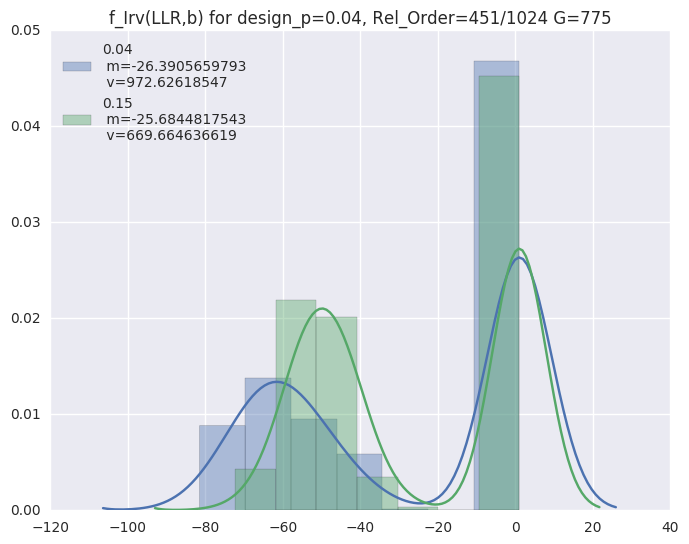 f_Irv(LLR,b) for design_p=0.04, Rel_Order=451/1024 G=775
0.04
m=-26.3905659793
v=972.62618547
0.15
m=-25.6844817543
v=669.664636619
0.05
0.04
0.03
0.02
0.01
0.00
−120 −100 −80 −60 −40 −20 0 20 40